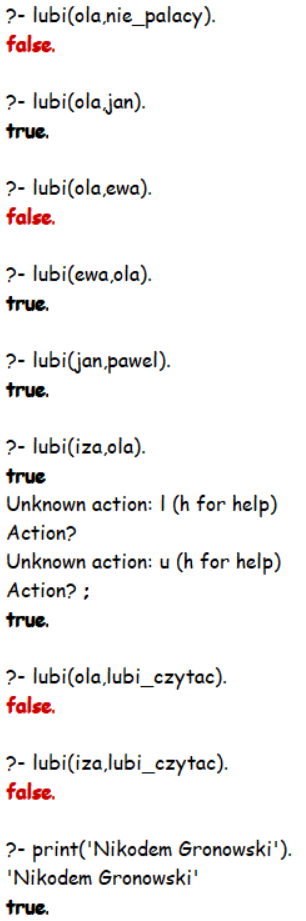 ?- lubi(ola,nie_palacy).
false.
?- lubi(ola,jan).
true.
?- lubi(ola,ewa).
false.
?- lubi(ewa,ola).
true.
?- lubi(jan,pawel).
true.
?- lubi(iza,ola).
true
Unknown action: l (h for help)
Action?
Unknown action: u (h for help)
Action? ;
true.
?- lubi(ola,lubi_czytac).
false.
?- lubi(iza,lubi_czytac).
false.
?- print('Nikodem Gronowski').
'Nikodem Gronowski'
true.